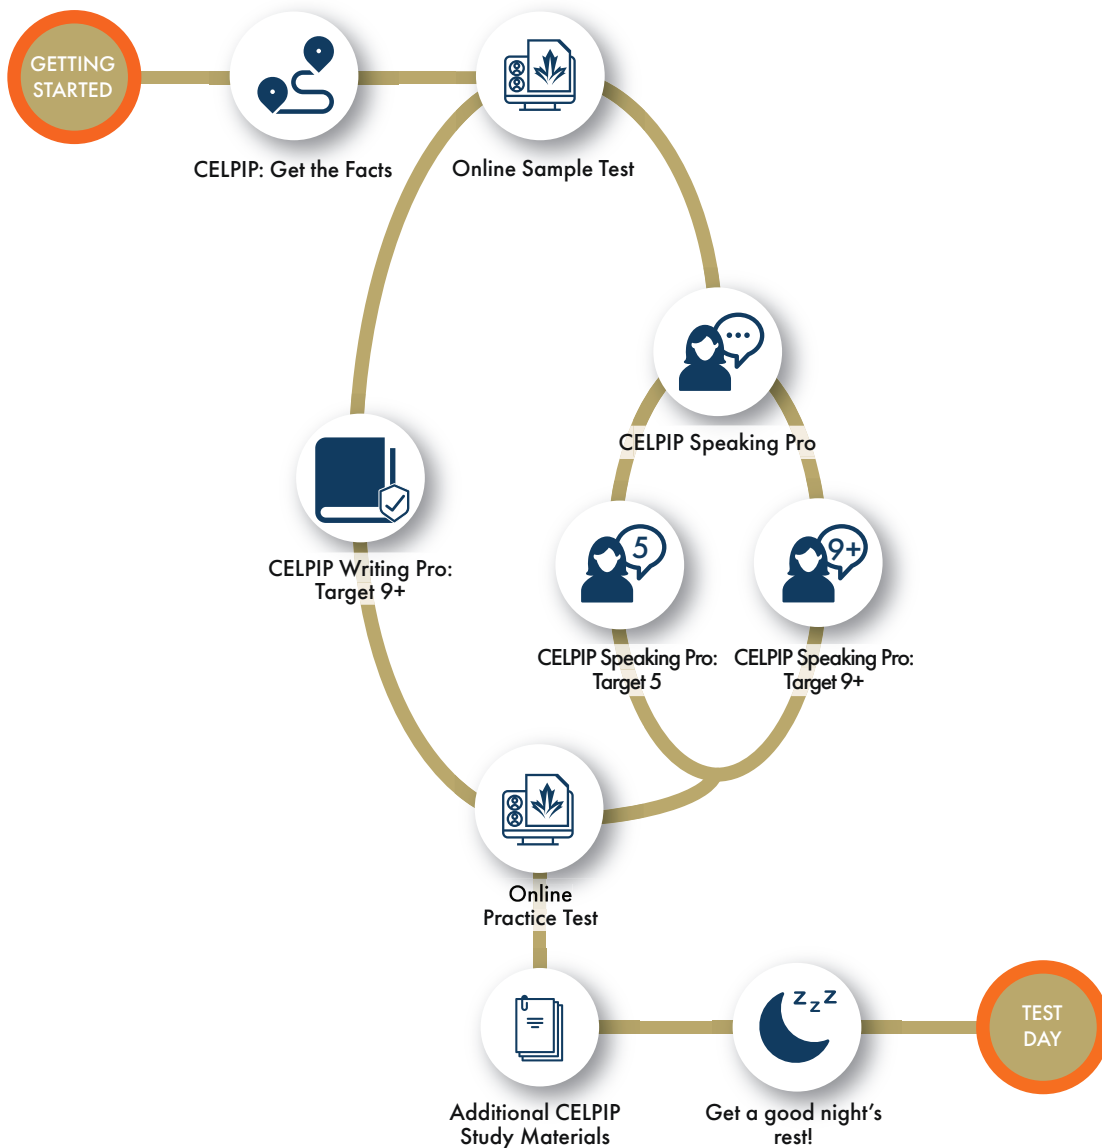 GETTING
STARTED
CELPIP: Get the Facts
Online Sample Test
CELPIP Speaking Pro
5
9+
CELPIP Writing Pro:
Target 9+
CELPIP Speaking Pro:
Target 5
CELPIP Speaking Pro:
Target 9+
Online
Practice Test
z z z
TEST
DAY
Additional CELPIP
Study Materials
Get a good night's
rest!